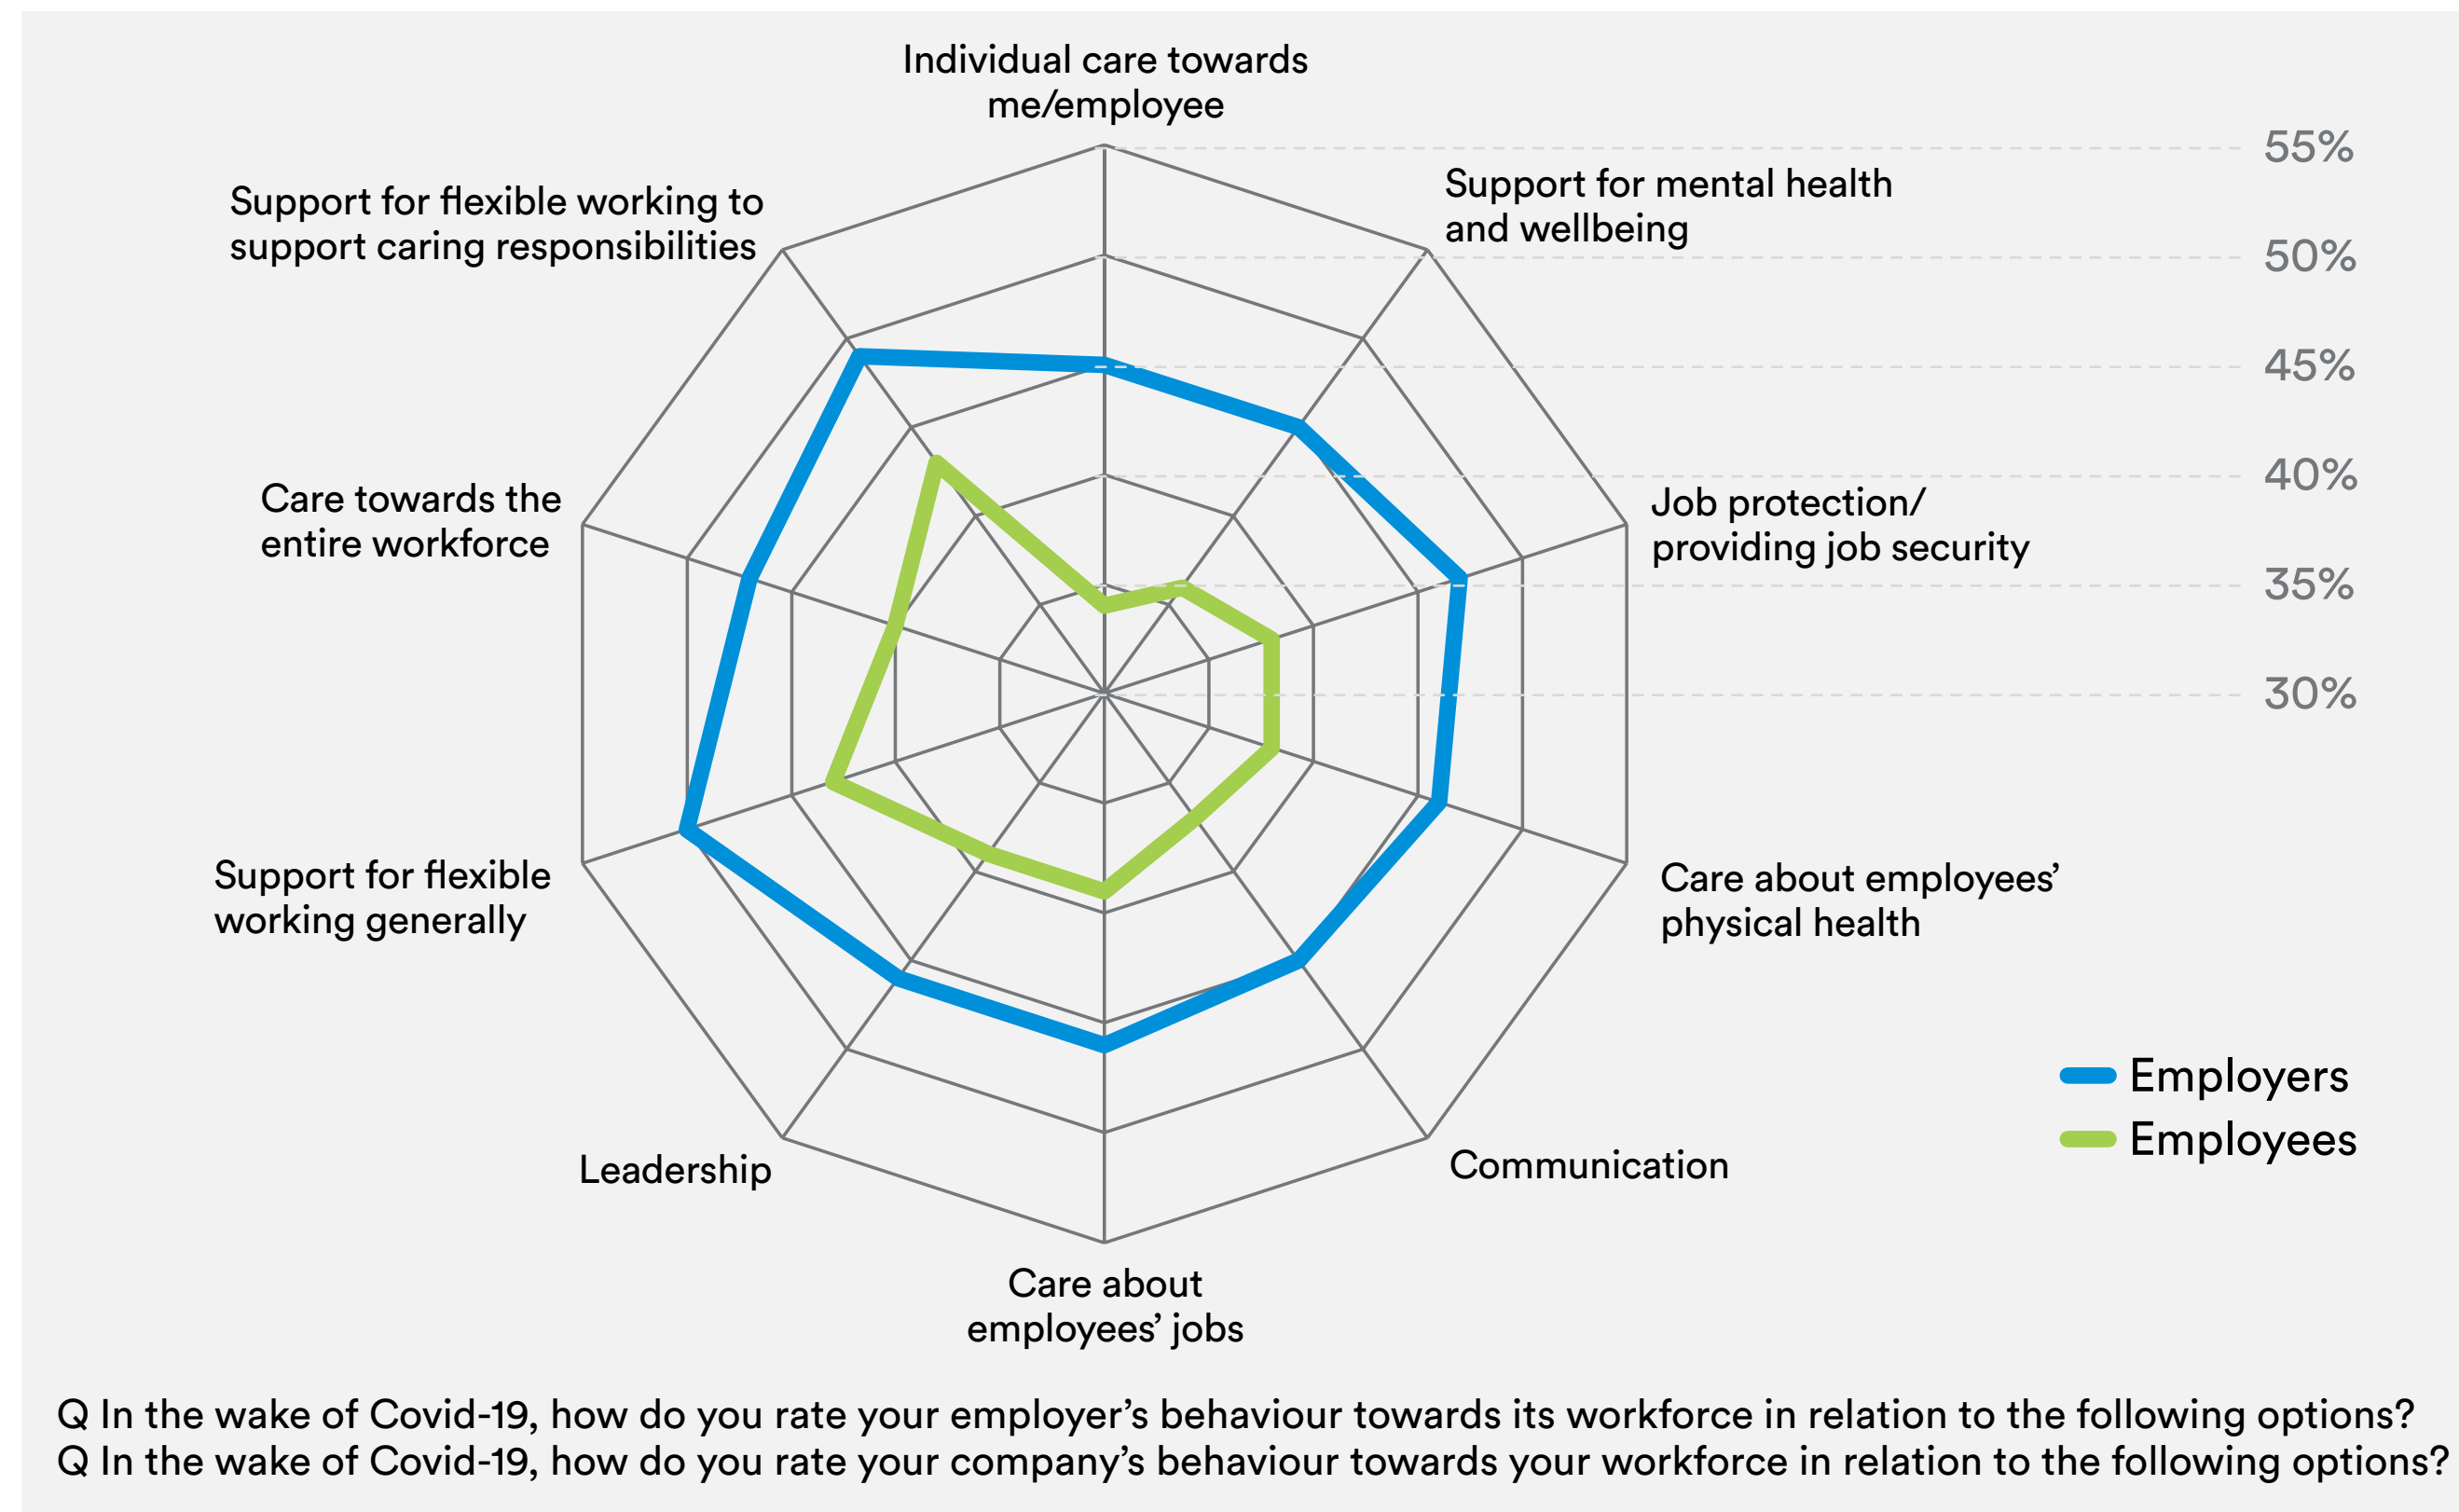 Individual care towards
me/employee
55%
Support for mental health
and wellbeing
Support for flexible working to
support caring responsibilities
50%
45%
40%
Care towards the
entire workforce
Job protection/
providing job security
35%
30%
Support for flexible
working generally
Care about employees’
physical health
Employers
Employees
Leadership
Communication
Care about
employees’ jobs
Q In the wake of Covid-19, how do you rate your employer’s behaviour towards its workforce in relation to the following options?
Q In the wake of Covid-19, how do you rate your company’s behaviour towards your workforce in relation to the following options?